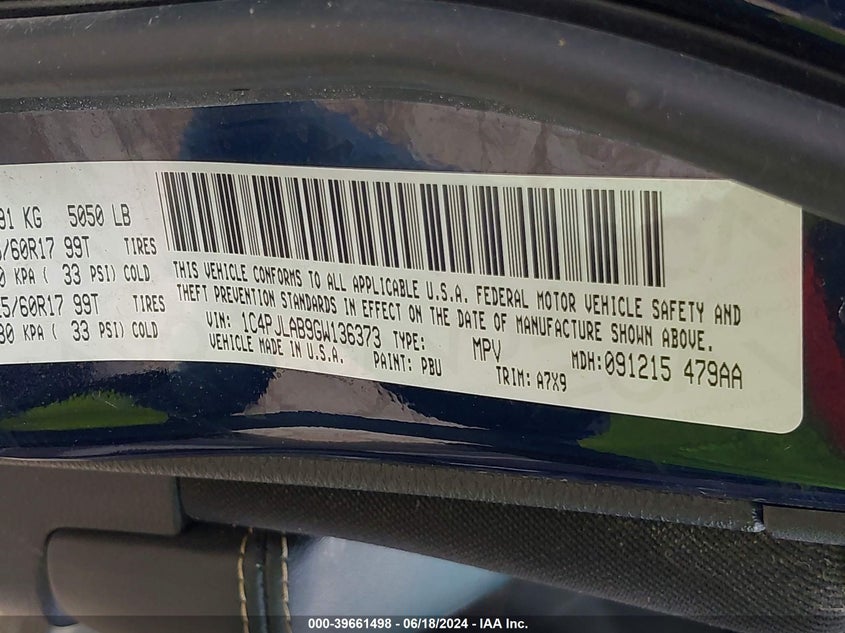 91 KG 5050 LB
/60R17 99T TIRES
0 KPA ( 33 PSI) COLD
5/60R17 99T TIRES
30 KPA ( 33 PSI) COLD
THIS VEHICLE CONFORMS TO ALL APPLICABLE U.S.A. FEDERAL MOTOR VEHICLE SAFETY AND
THEFT PREVENTION STANDARDS IN EFFECT ON THE DATE OF MANUFACTURE SHOWN ABOVE.
VIN: 1C4PJLAB9GW136373 TYPE: MPV MDH:091215 479AA
VEHICLE MADE IN U.S.A. PAINT: PBU TRIM: A7X9
000-39661498 - 06/18/2024 - IAA Inc.